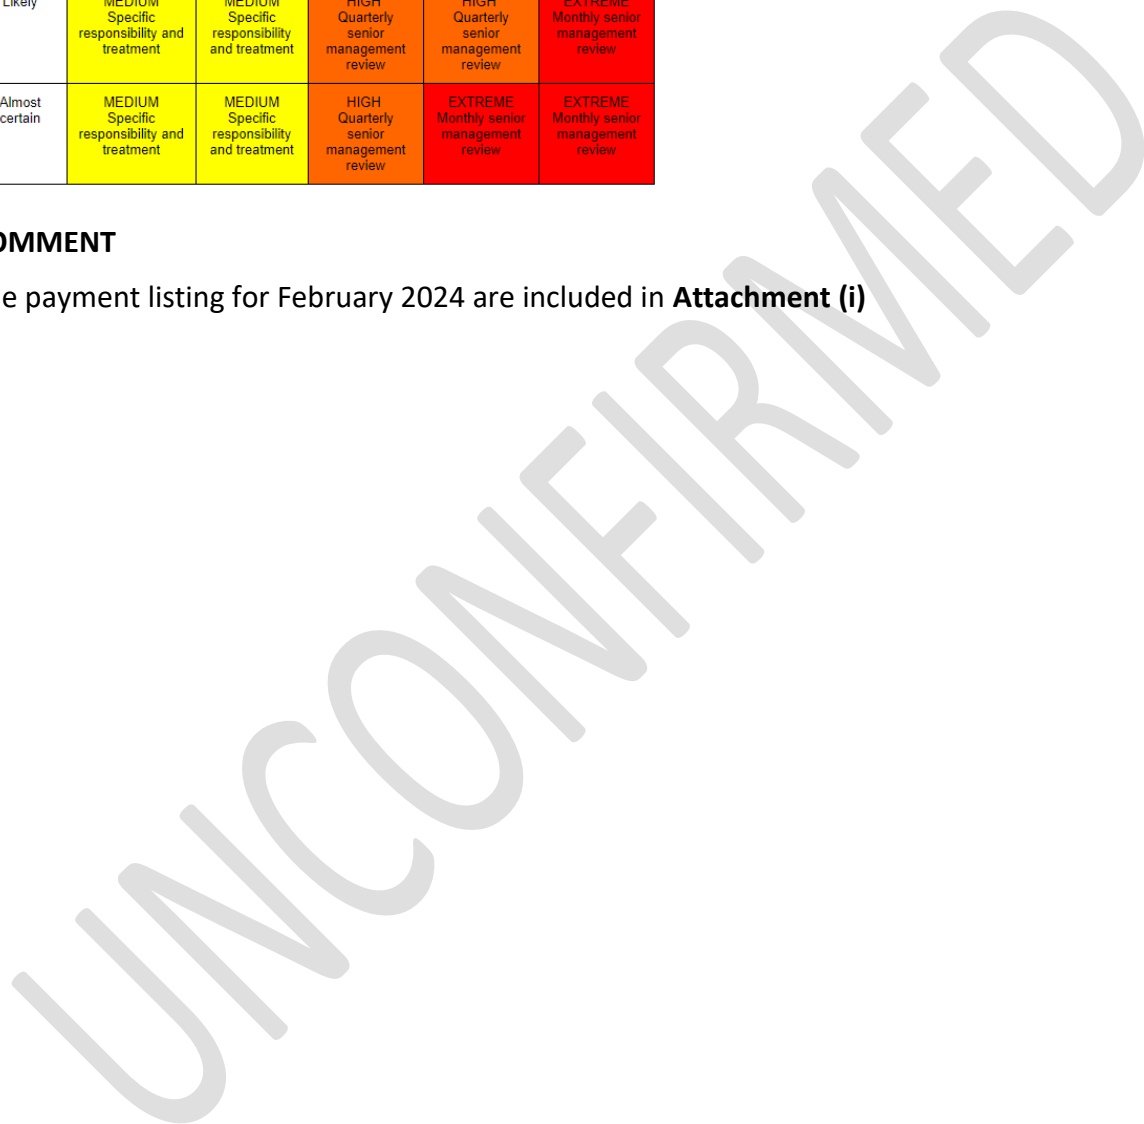 Likely MEDIUM MEDIUM HIGH HIGH EXTREME
Specific Specific Quarterly Quarterly Monthly senior
responsibility and responsibility senior senior management
treatment and treatment management management review
review review
Almost MEDIUM MEDIUM HIGH EXTREME EXTREME
certain Specific Specific Quarterly Monthly senior Monthly senior
responsibility and responsibility senior management management
treatment and treatment management review review
review
OMMENT
e payment listing for February 2024 are included in Attachment (i)
UNCONFIRMED